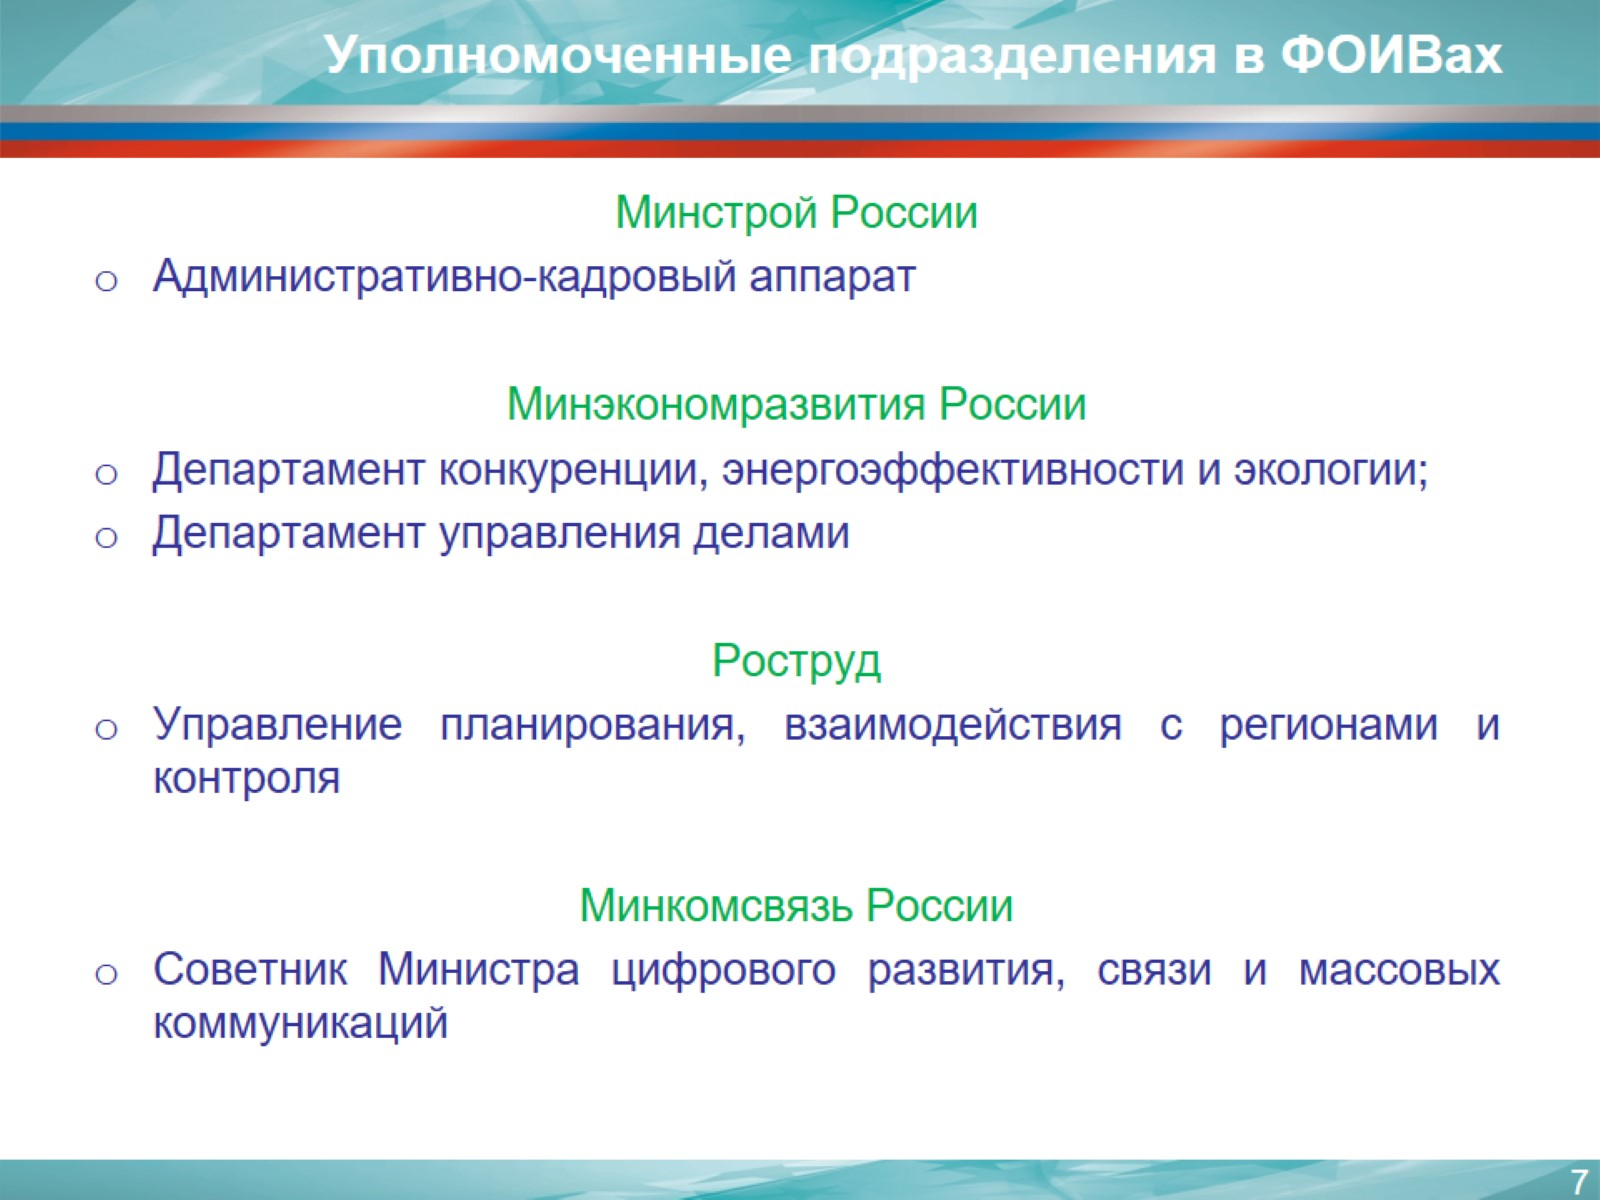 Уполномоченные подразделения в ФОИВах
Минстрой России
o Административно-кадровый аппарат
Минэкономразвития России
o Департамент конкуренции, энергоэффективности и экологии;
o Департамент управления делами
Роструд
o Управление планирования, взаимодействия с регионами и
контроля
Минкомсвязь России
o Советник Министра цифрового развития, связи и массовых
коммуникаций
7